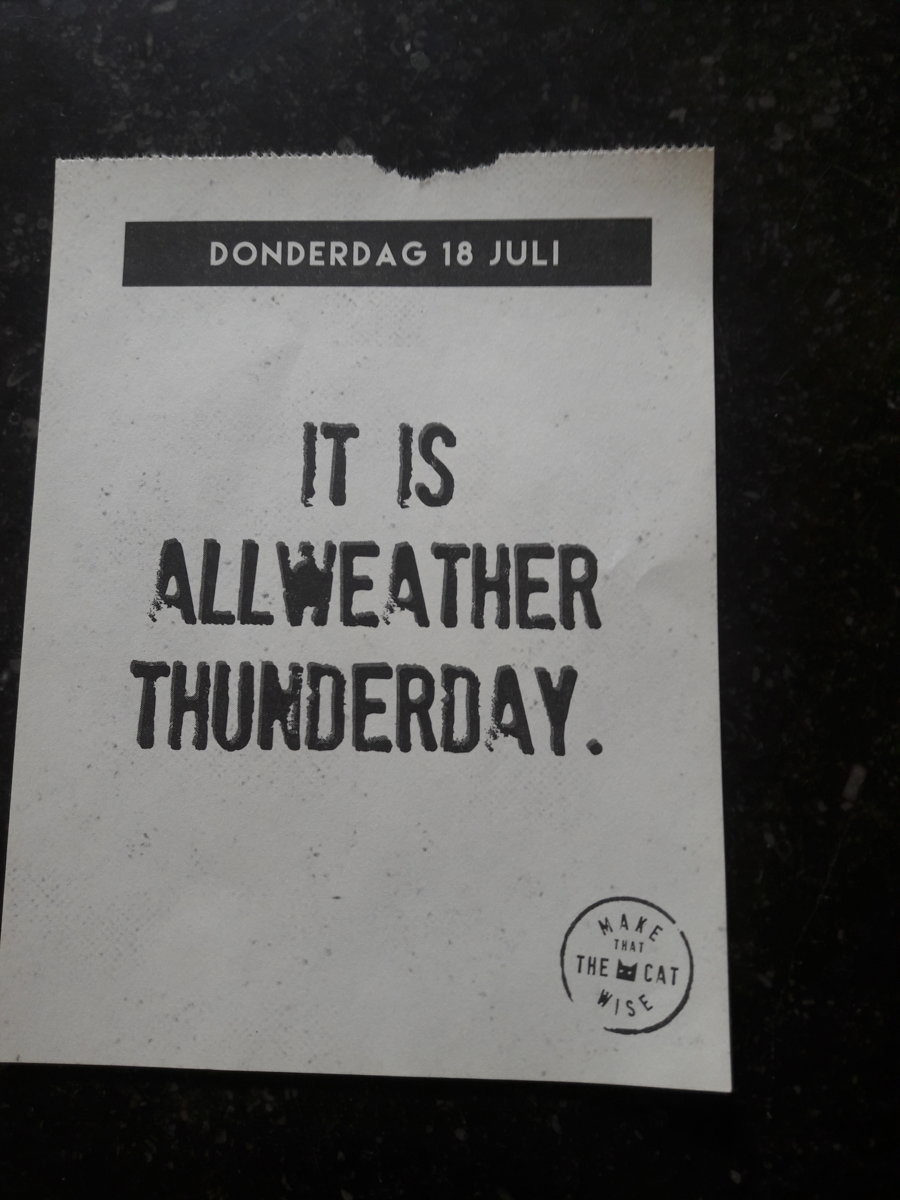 DONDERDAG 18 JULI
IT IS
ALLWEATHER
THUNDERDAY.
MAKE
THAT
THE CAT
WISE